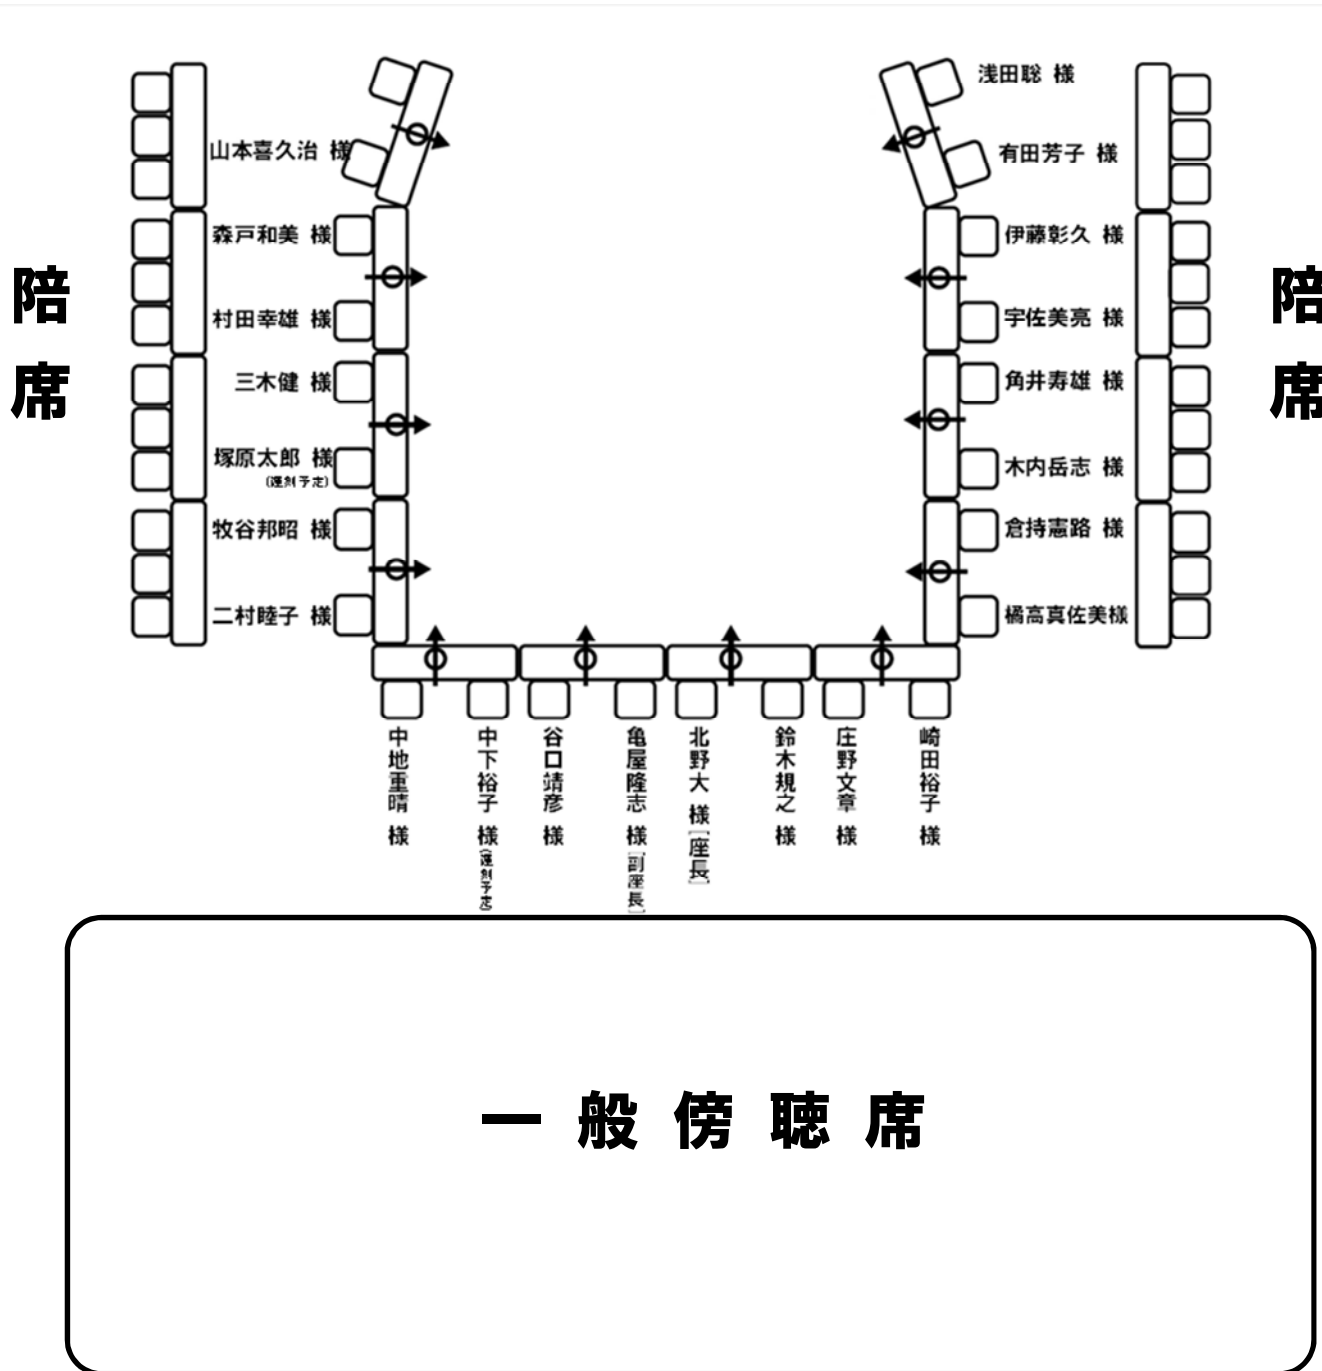 浅田聡 様
山本喜久治 様
有田芳子 様
森戸和美 様
伊藤彰久 様
陪席
陪席
村田幸雄 様
宇佐美亮 様
三木健 様
角井寿雄 様
塚原太郎 様
(遅刻予定)
木内岳志 様
牧谷邦昭 様
倉持憲路 様
二村睦子 様
橘高真佐美様
中地重晴 様
中下裕子 様(遅刻予定)
谷口靖彦 様
亀屋隆志 様[副座長]
北野大 様[座長]
鈴木規之 様
庄野文章 様
崎田裕子 様
一般傍聴席